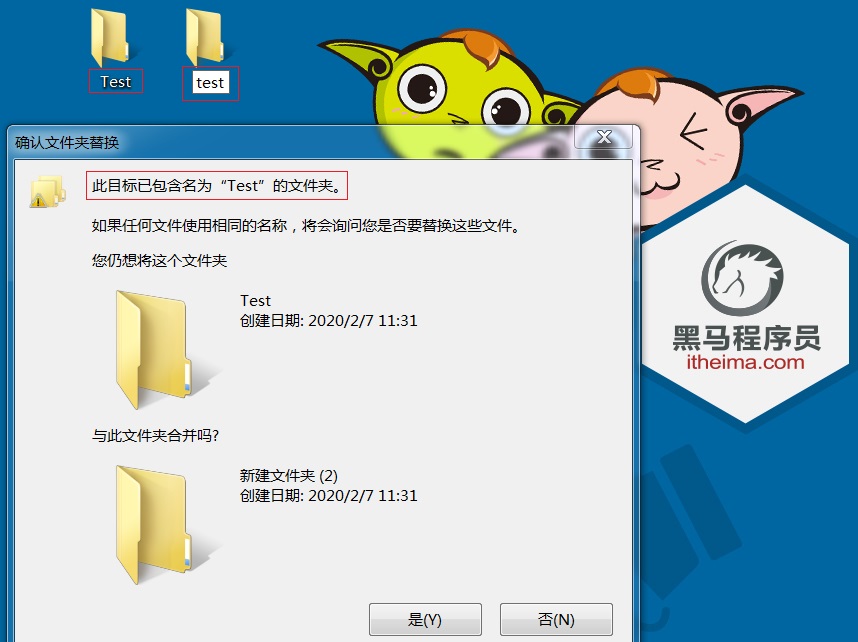 Test
test
确认文件夹替换
此目标已包含名为“Test”的文件夹。
如果任何文件使用相同的名称，将会询问您是否要替换这些文件。
您仍想将这个文件夹
Test
创建日期: 2020/2/7 11:31
与此文件夹合并吗?
新建文件夹 (2)
创建日期: 2020/2/7 11:31
是(Y)
否(N)
黑马程序员
itheima.com